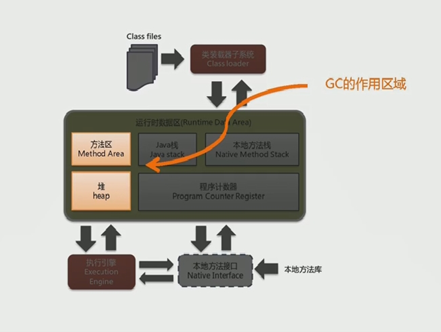 Class files
类装载器子系统
Class loader
GC的作用区域
运行时数据区(Runtime Data Area)
方法区
Method Area
Java栈
Java stack
本地方法栈
Native Method Stack
堆
heap
程序计数器
Program Counter Register
执行引擎
Execution
Engine
本地方法接口
Native Interface
本地方法库